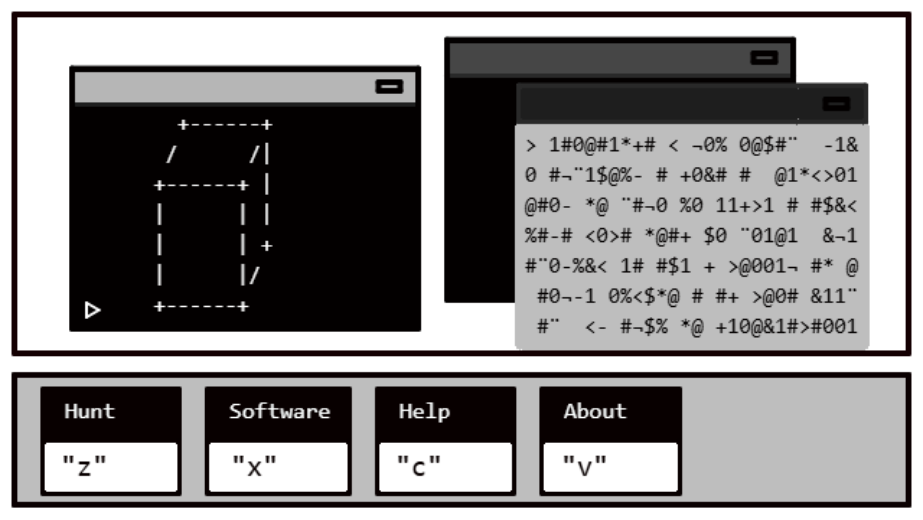 +------+
/ /|
+------+ |
| | |
| | +
| |/
+------+
> 1#0@#1*+# < ¬0% 0@$#¨ -1&
0 #¬¨1$@%- # +0&# # @1*<>01
@#0- *@ ¨#¬0 %0 11+>1 # #$&<
%#-# <0># *@#+ $0 ¨01@1 &¬1
#¨0-%&< 1# #$1 + >@001¬ #* @
#0¬-1 0%<$*@ # #+ >@0# &11¨
#¨ <- #¬$% *@ +10@&1#>#001
Hunt Software Help About
"z" "x" "c" "v"